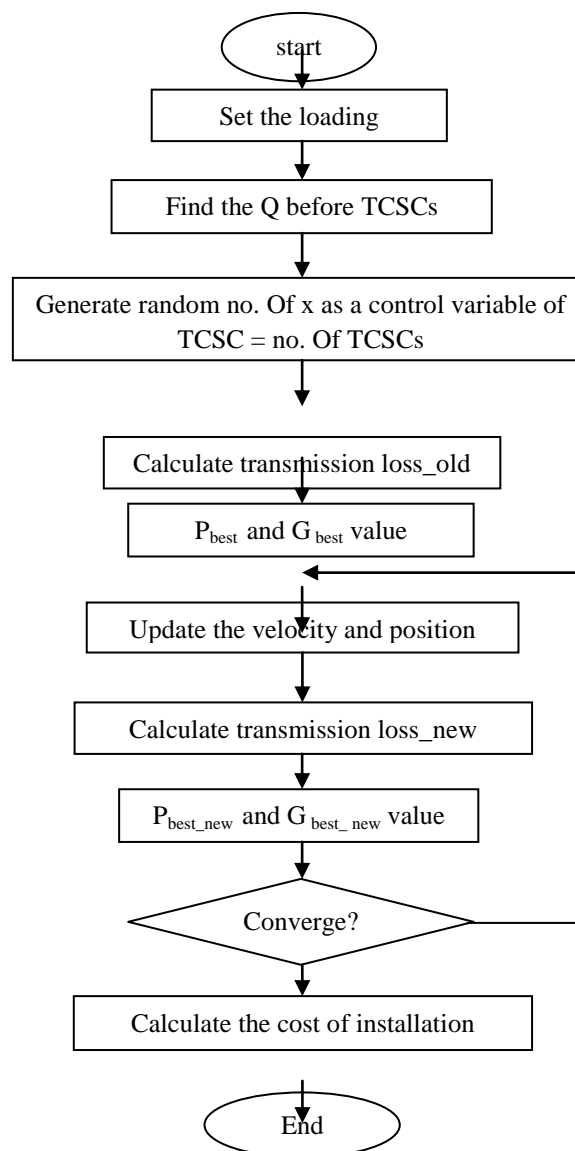 start
Set the loading
Find the Q before TCSCs
Generate random no. Of x as a control variable of
TCSC = no. Of TCSCs
Calculate transmission loss_old
Pbest and G best value
Update the velocity and position
Calculate transmission loss_new
Pbest_new and G best_ new value
Converge?
Calculate the cost of installation
End